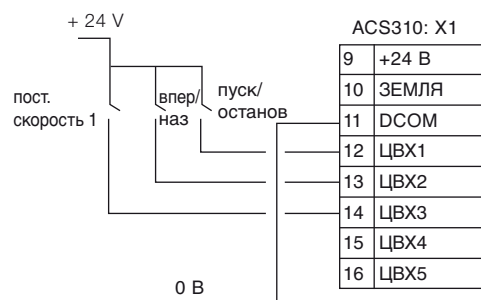 + 24 V
ACS310: X1
9 +24 В
10 ЗЕМЛЯ
11 DCOM
12 ЦВХ1
13 ЦВХ2
14 ЦВХ3
15 ЦВХ4
16 ЦВХ5
пост.
скорость 1
впер/
наз
пуск/
останов
0 В